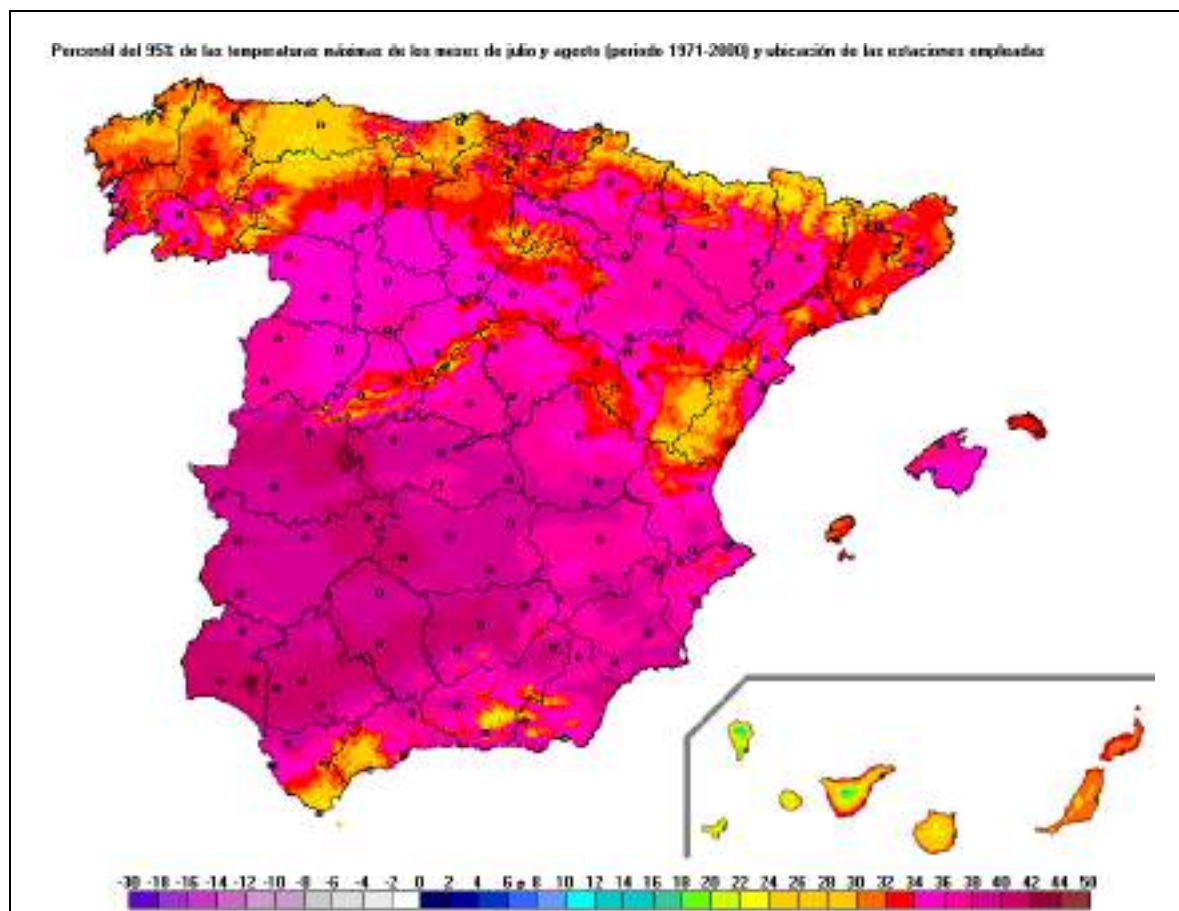 Percentil del 95% de las temperaturas máximas de los meses de julio y agosto (periodo 1971-2000) y ubicación de las estaciones empleadas
-30 -18 -16 -14 -12 -10 -8 -6 -4 -2 0 2 4 6 8 10 12 14 16 18 20 22 24 26 28 30 32 34 36 38 40 42 44 50